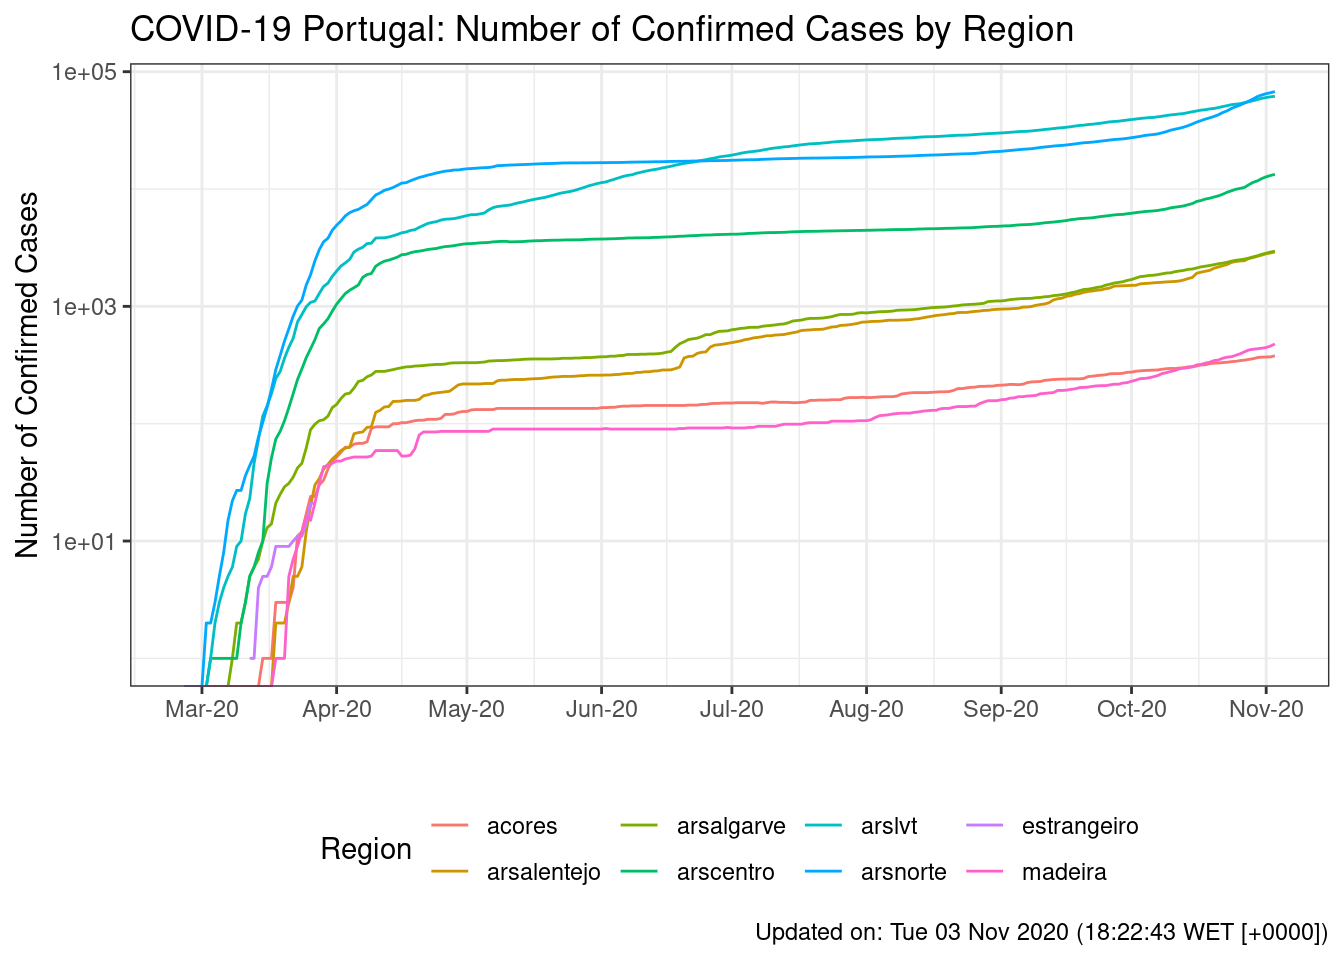 COVID-19 Portugal: Number of Confirmed Cases by Region
Number of Confirmed Cases
1e+05
1e+03
1e+01
Mar-20 Apr-20 May-20 Jun-20 Jul-20 Aug-20 Sep-20 Oct-20 Nov-20
Region
acores arsalgarve arslvt estrangeiro
arsalentejo arscentro arsnorte madeira
Updated on: Tue 03 Nov 2020 (18:22:43 WET [+0000])